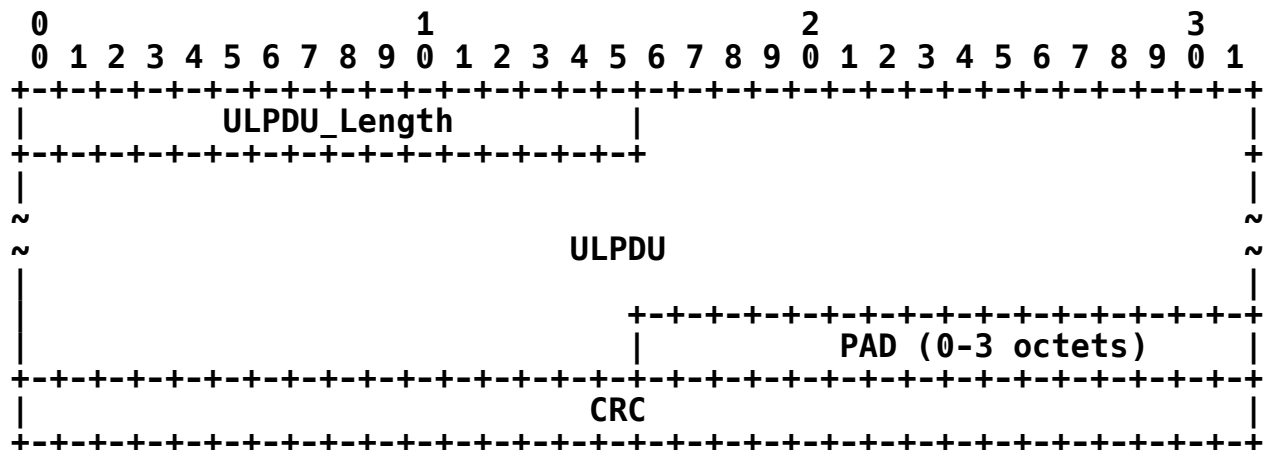 0                   1                   2                   3
 0 1 2 3 4 5 6 7 8 9 0 1 2 3 4 5 6 7 8 9 0 1 2 3 4 5 6 7 8 9 0 1
+-+-+-+-+-+-+-+-+-+-+-+-+-+-+-+-+-+-+-+-+-+-+-+-+-+-+-+-+-+-+-+-+
|          ULPDU_Length         |                               |
+-+-+-+-+-+-+-+-+-+-+-+-+-+-+-+-+                               +
|                                                               |
~                                                               ~
~                            ULPDU                              ~
|                                                               |
|                               +-+-+-+-+-+-+-+-+-+-+-+-+-+-+-+-+
|                               |          PAD (0-3 octets)     |
+-+-+-+-+-+-+-+-+-+-+-+-+-+-+-+-+-+-+-+-+-+-+-+-+-+-+-+-+-+-+-+-+
|                             CRC                               |
+-+-+-+-+-+-+-+-+-+-+-+-+-+-+-+-+-+-+-+-+-+-+-+-+-+-+-+-+-+-+-+-+